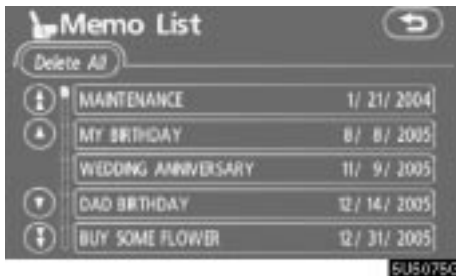 Memo List
Delete All
MAINTENANCE 1/ 21/ 2004
MY BIRTHDAY 8/ 8/ 2005
WEDDING ANNIVERSARY 11/ 9/ 2005
DAD BIRTHDAY 12/ 14/ 2005
BUY SOME FLOWER 12/ 31/ 2005
5U5075G